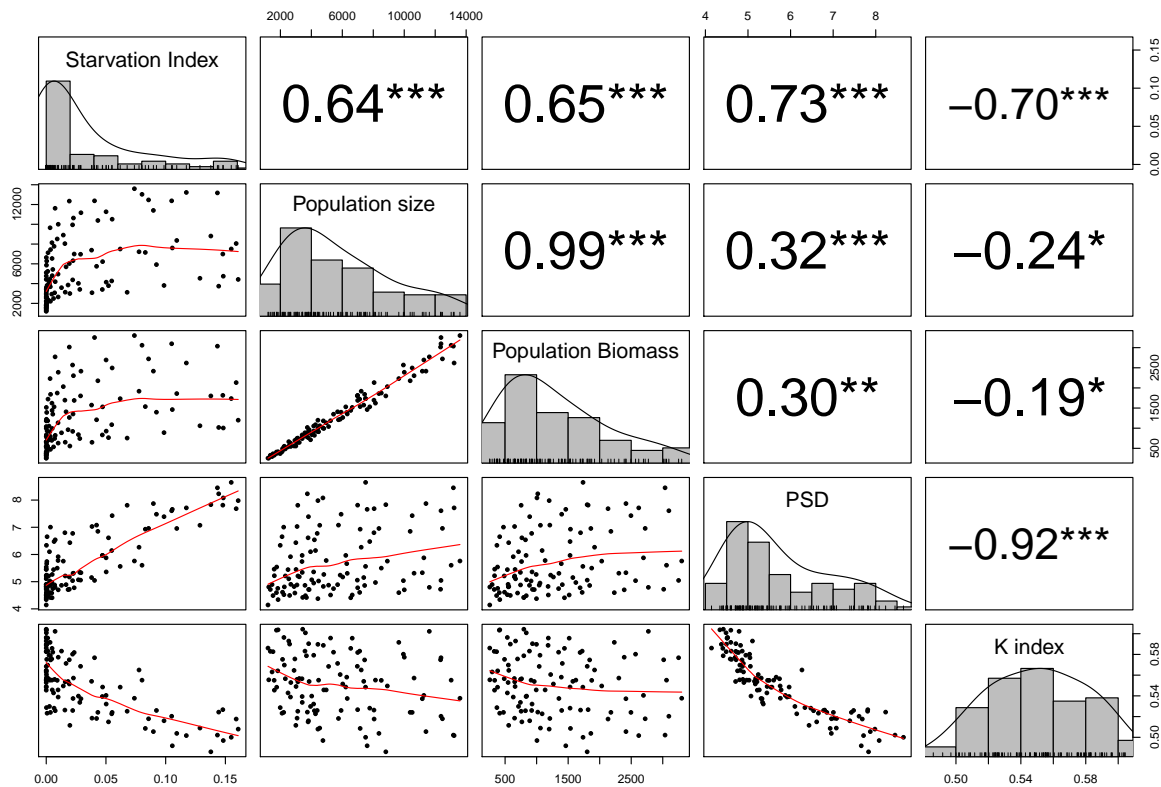 2000 6000 10000 14000
4 5 6 7 8
Starvation Index
0.64***
0.65***
0.73***
−0.70***
0.00 0.05 0.10 0.15
2000 6000 12000
Population size
0.99***
0.32***
−0.24*
Population Biomass
0.30**
−0.19*
500 1500 2500
4 5 6 7 8
PSD
−0.92***
K index
0.50 0.54 0.58
0.00 0.05 0.10 0.15
500 1500 2500
0.50 0.54 0.58